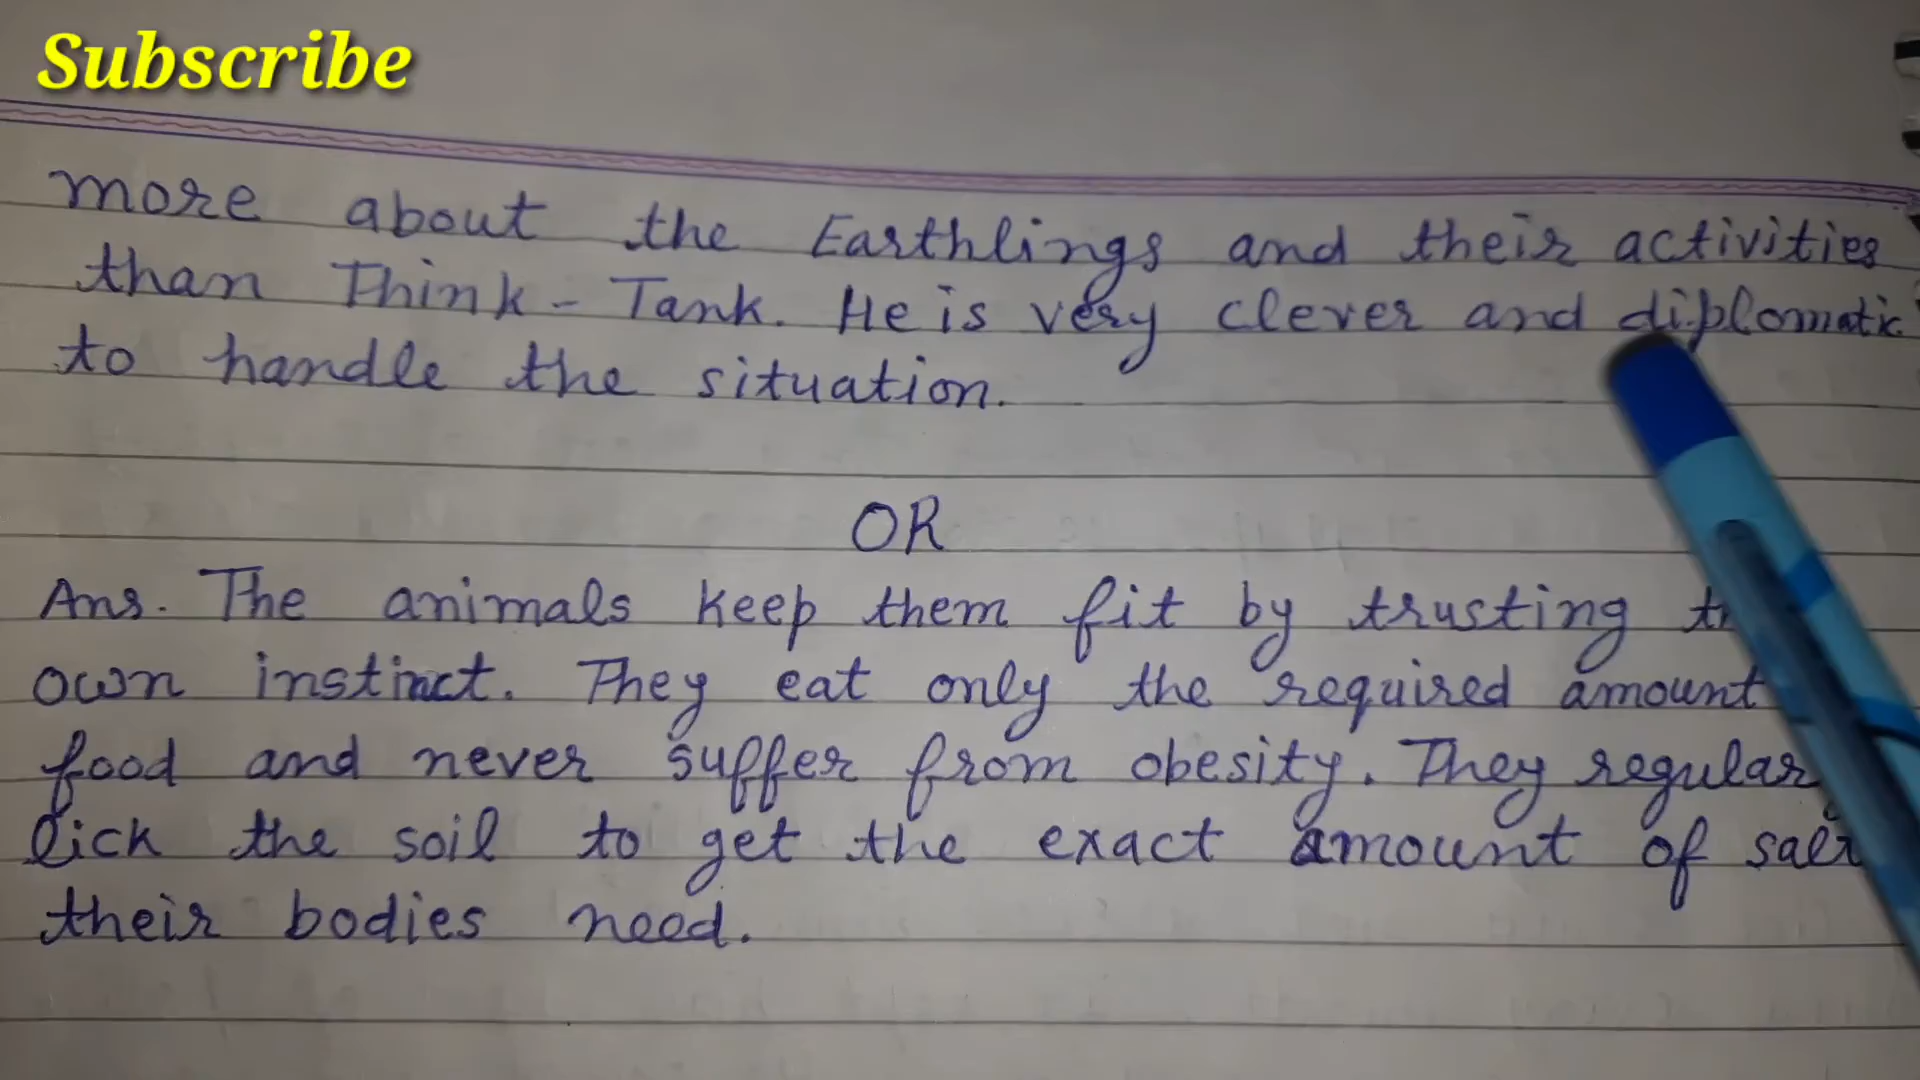 Subscribe
more about the Earthlings and their activities
than Think-Tank. He is very clever and diplomatic
to handle the situation.
OR
Ans. The animals keep them fit by trusting
own instinct. They eat only the required amount
food and never suffer from obesity. They
lick the soil to get the exact amount of salt
their bodies need.